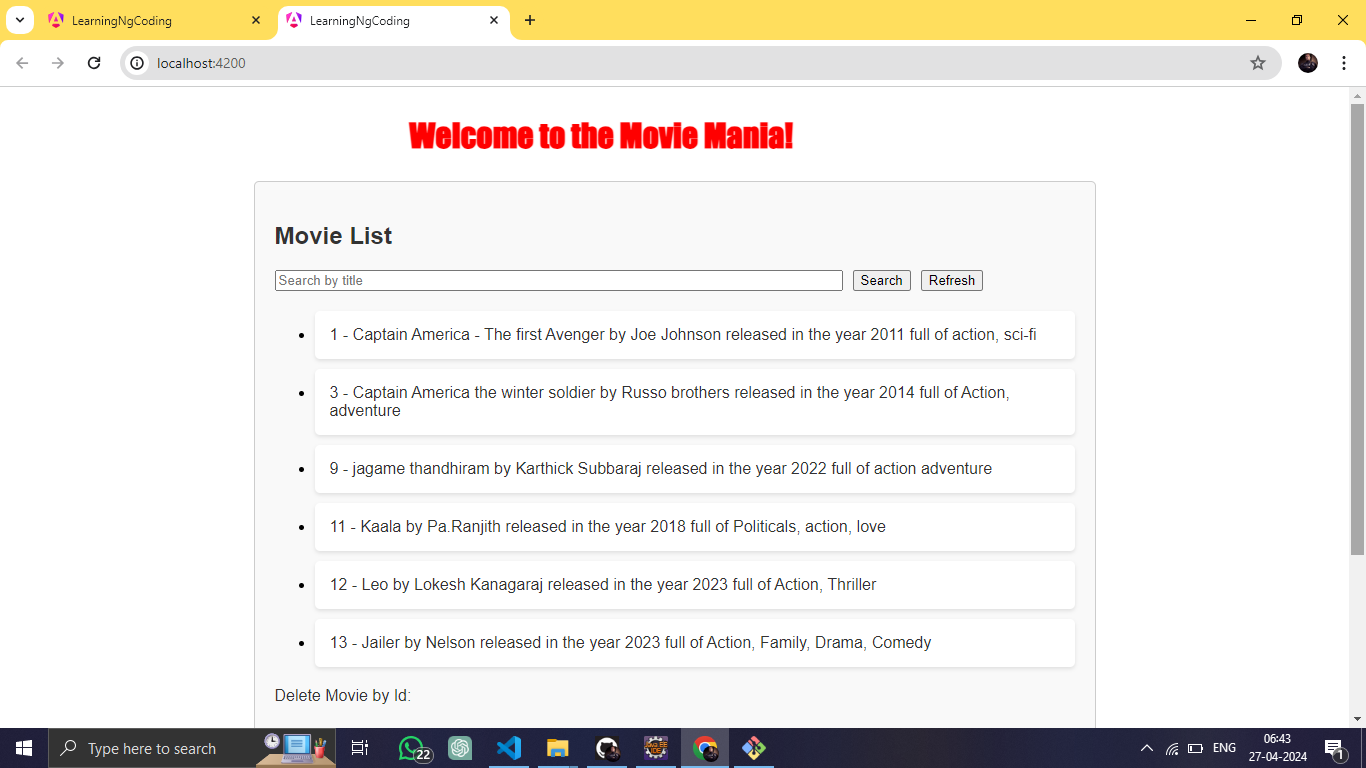 LearningNgCoding
LearningNgCoding
localhost:4200
Welcome to the Movie Mania!
Movie List
Search by title Search Refresh
1 - Captain America - The first Avenger by Joe Johnson released in the year 2011 full of action, sci-fi
3 - Captain America the winter soldier by Russo brothers released in the year 2014 full of Action,
adventure
9 - jagame thandhiram by Karthick Subbaraj released in the year 2022 full of action adventure
11 - Kaala by Pa.Ranjith released in the year 2018 full of Politicals, action, love
12 - Leo by Lokesh Kanagaraj released in the year 2023 full of Action, Thriller
13 - Jailer by Nelson released in the year 2023 full of Action, Family, Drama, Comedy
Delete Movie by Id:
Type here to search
22
ENG
06:43
27-04-2024
1